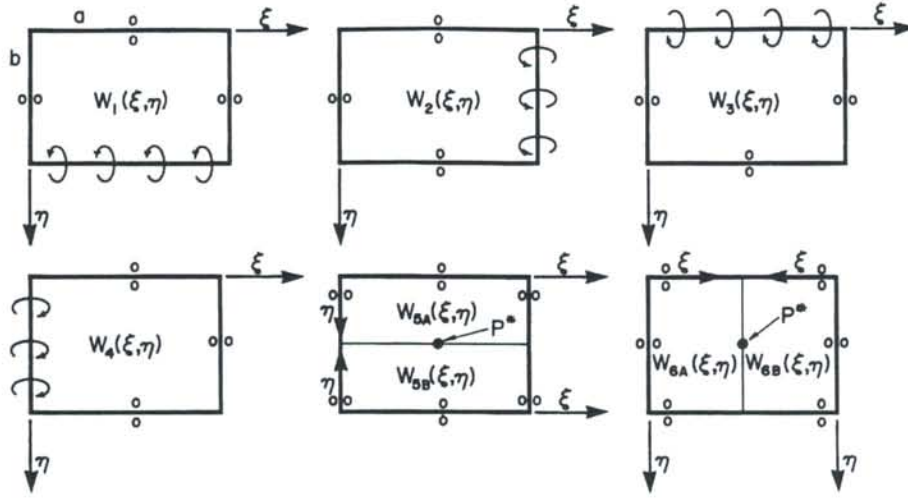 a
ξ
b
W₁(ξ,η)
η
ξ
W₂(ξ,η)
η
ξ
W₃(ξ,η)
η
ξ
W₄(ξ,η)
η
ξ
η
W₅A(ξ,η)
P*
η
W₅B(ξ,η)
ξ
ξ
ξ
P*
W₆A(ξ,η)
W₆B(ξ,η)
η
η